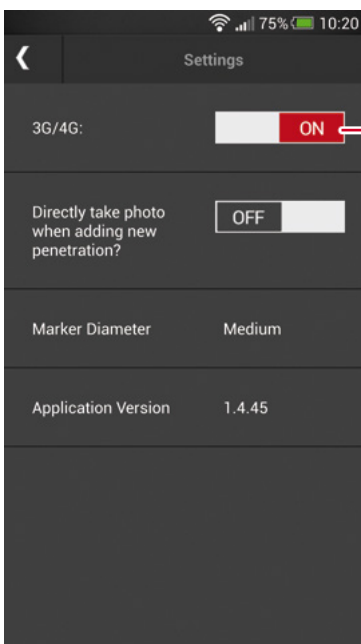 75% 10:20
Settings
3G/4G:
ON
Directly take photo
when adding new
penetration?
OFF
Marker Diameter
Medium
Application Version
1.4.45